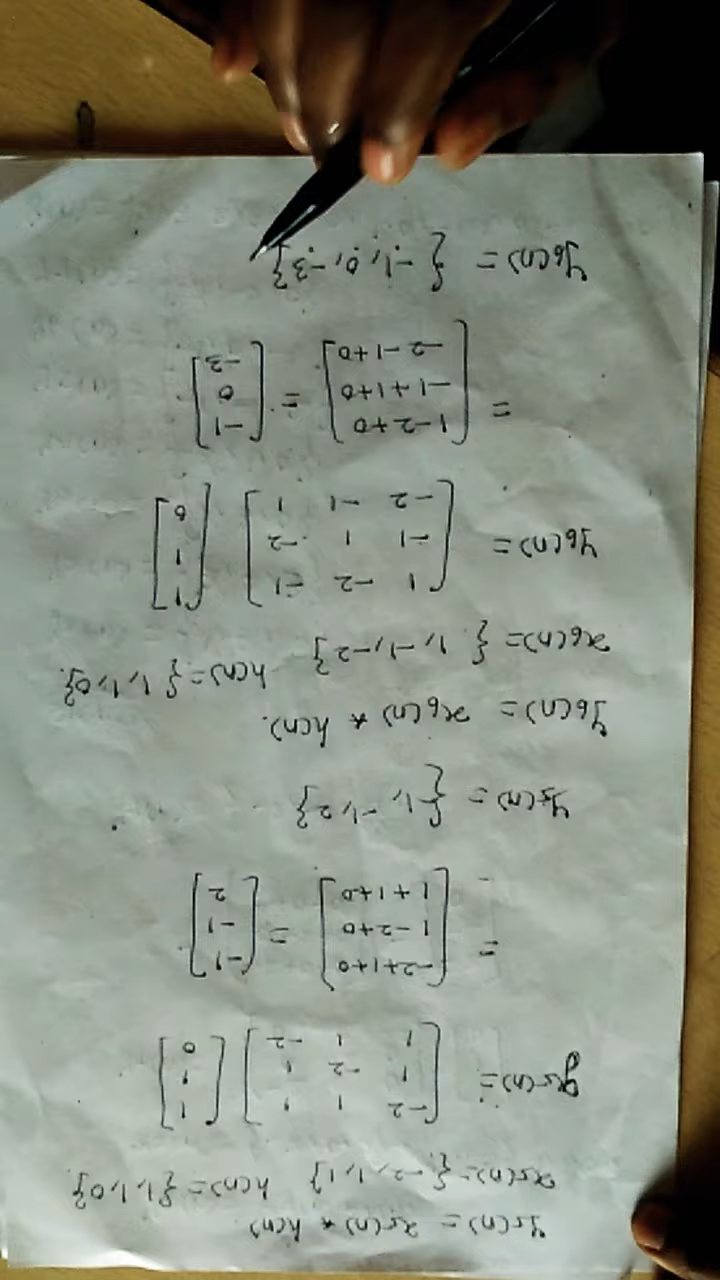 y5(n) = x5(n) * h(n)
x5(n) = {-2, 1, 1} h(n) = {1, 1, 0}
-2 1 1 1
y5(n) = 1 -2 1 1
1 1 -2 0
-2+1+0 -1
= 1-2+0 = -1
1+1+0 2
y5(n) = {-1, -1, 2}
y6(n) = x6(n) * h(n).
x6(n) = {1, -1, -2} h(n) = {1, 1, 0}.
1 -2 -1 1
y6(n) = -1 1 -2 1
-2 -1 1 0
1-2+0 -1
= -1+1+0 = 0
-2-1+0 -3
y6(n) = {-1, 0, -3}